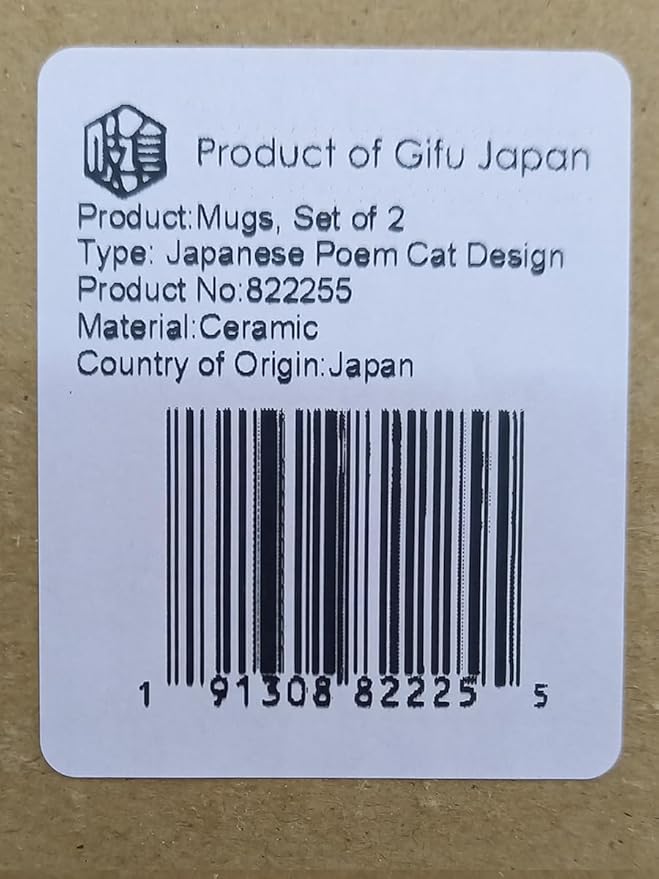 Product of Gifu Japan
Product:Mugs, Set of 2
Type: Japanese Poem Cat Design
Product No:822255
Material:Ceramic
Country of Origin:Japan
1 91308 82225 5